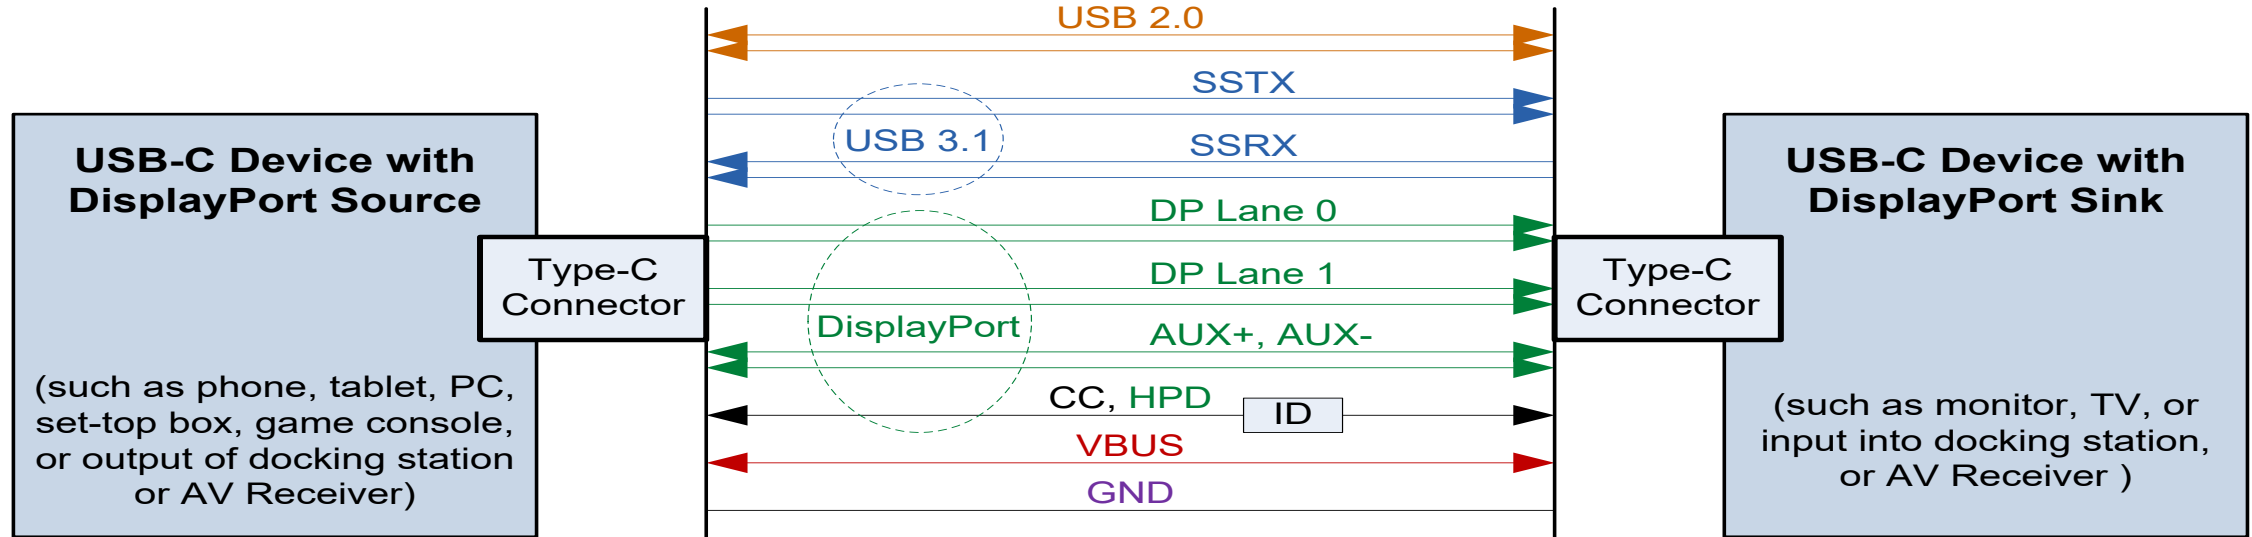 USB 2.0
SSTX
USB 3.1
SSRX
DP Lane 0
DP Lane 1
DisplayPort
AUX+, AUX-
CC, HPD
ID
VBUS
GND
USB-C Device with
DisplayPort Source
Type-C
Connector
(such as phone, tablet, PC,
set-top box, game console,
or output of docking station
or AV Receiver)
USB-C Device with
DisplayPort Sink
Type-C
Connector
(such as monitor, TV, or
input into docking station,
or AV Receiver )